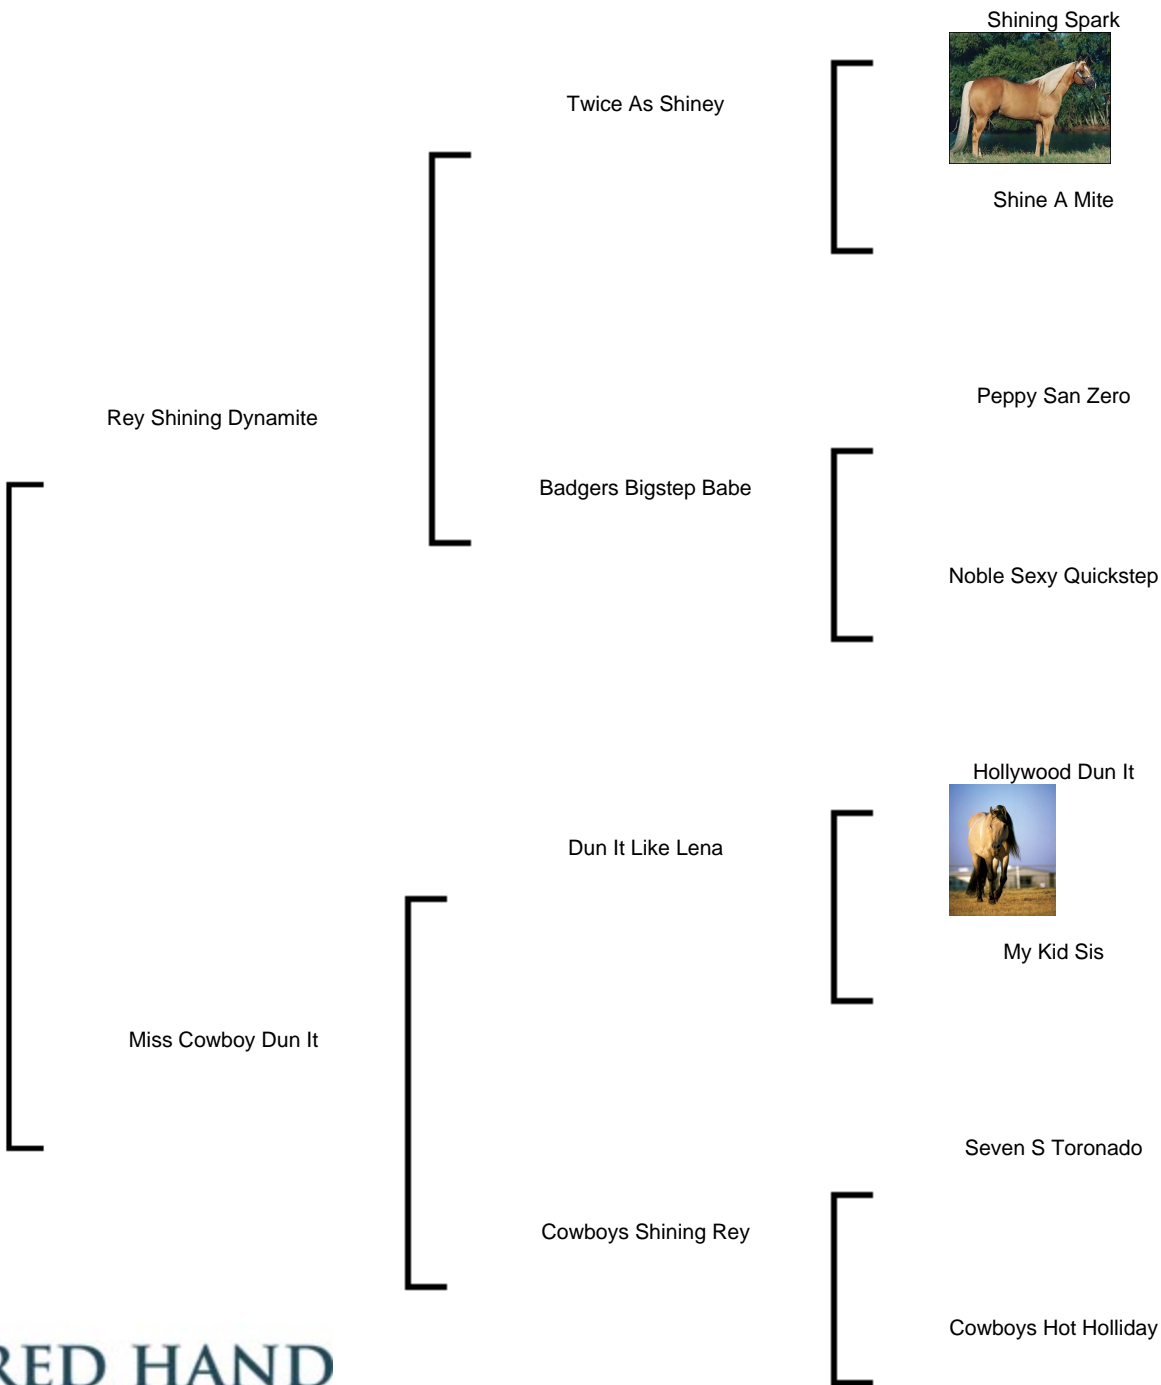 Shining Spark
Twice As Shiney
Shine A Mite
Peppy San Zero
Rey Shining Dynamite
Badgers Bigstep Babe
Noble Sexy Quickstep
Hollywood Dun It
Dun It Like Lena
My Kid Sis
Miss Cowboy Dun It
Seven S Toronado
Cowboys Shining Rey
Cowboys Hot Holliday
RED HAND